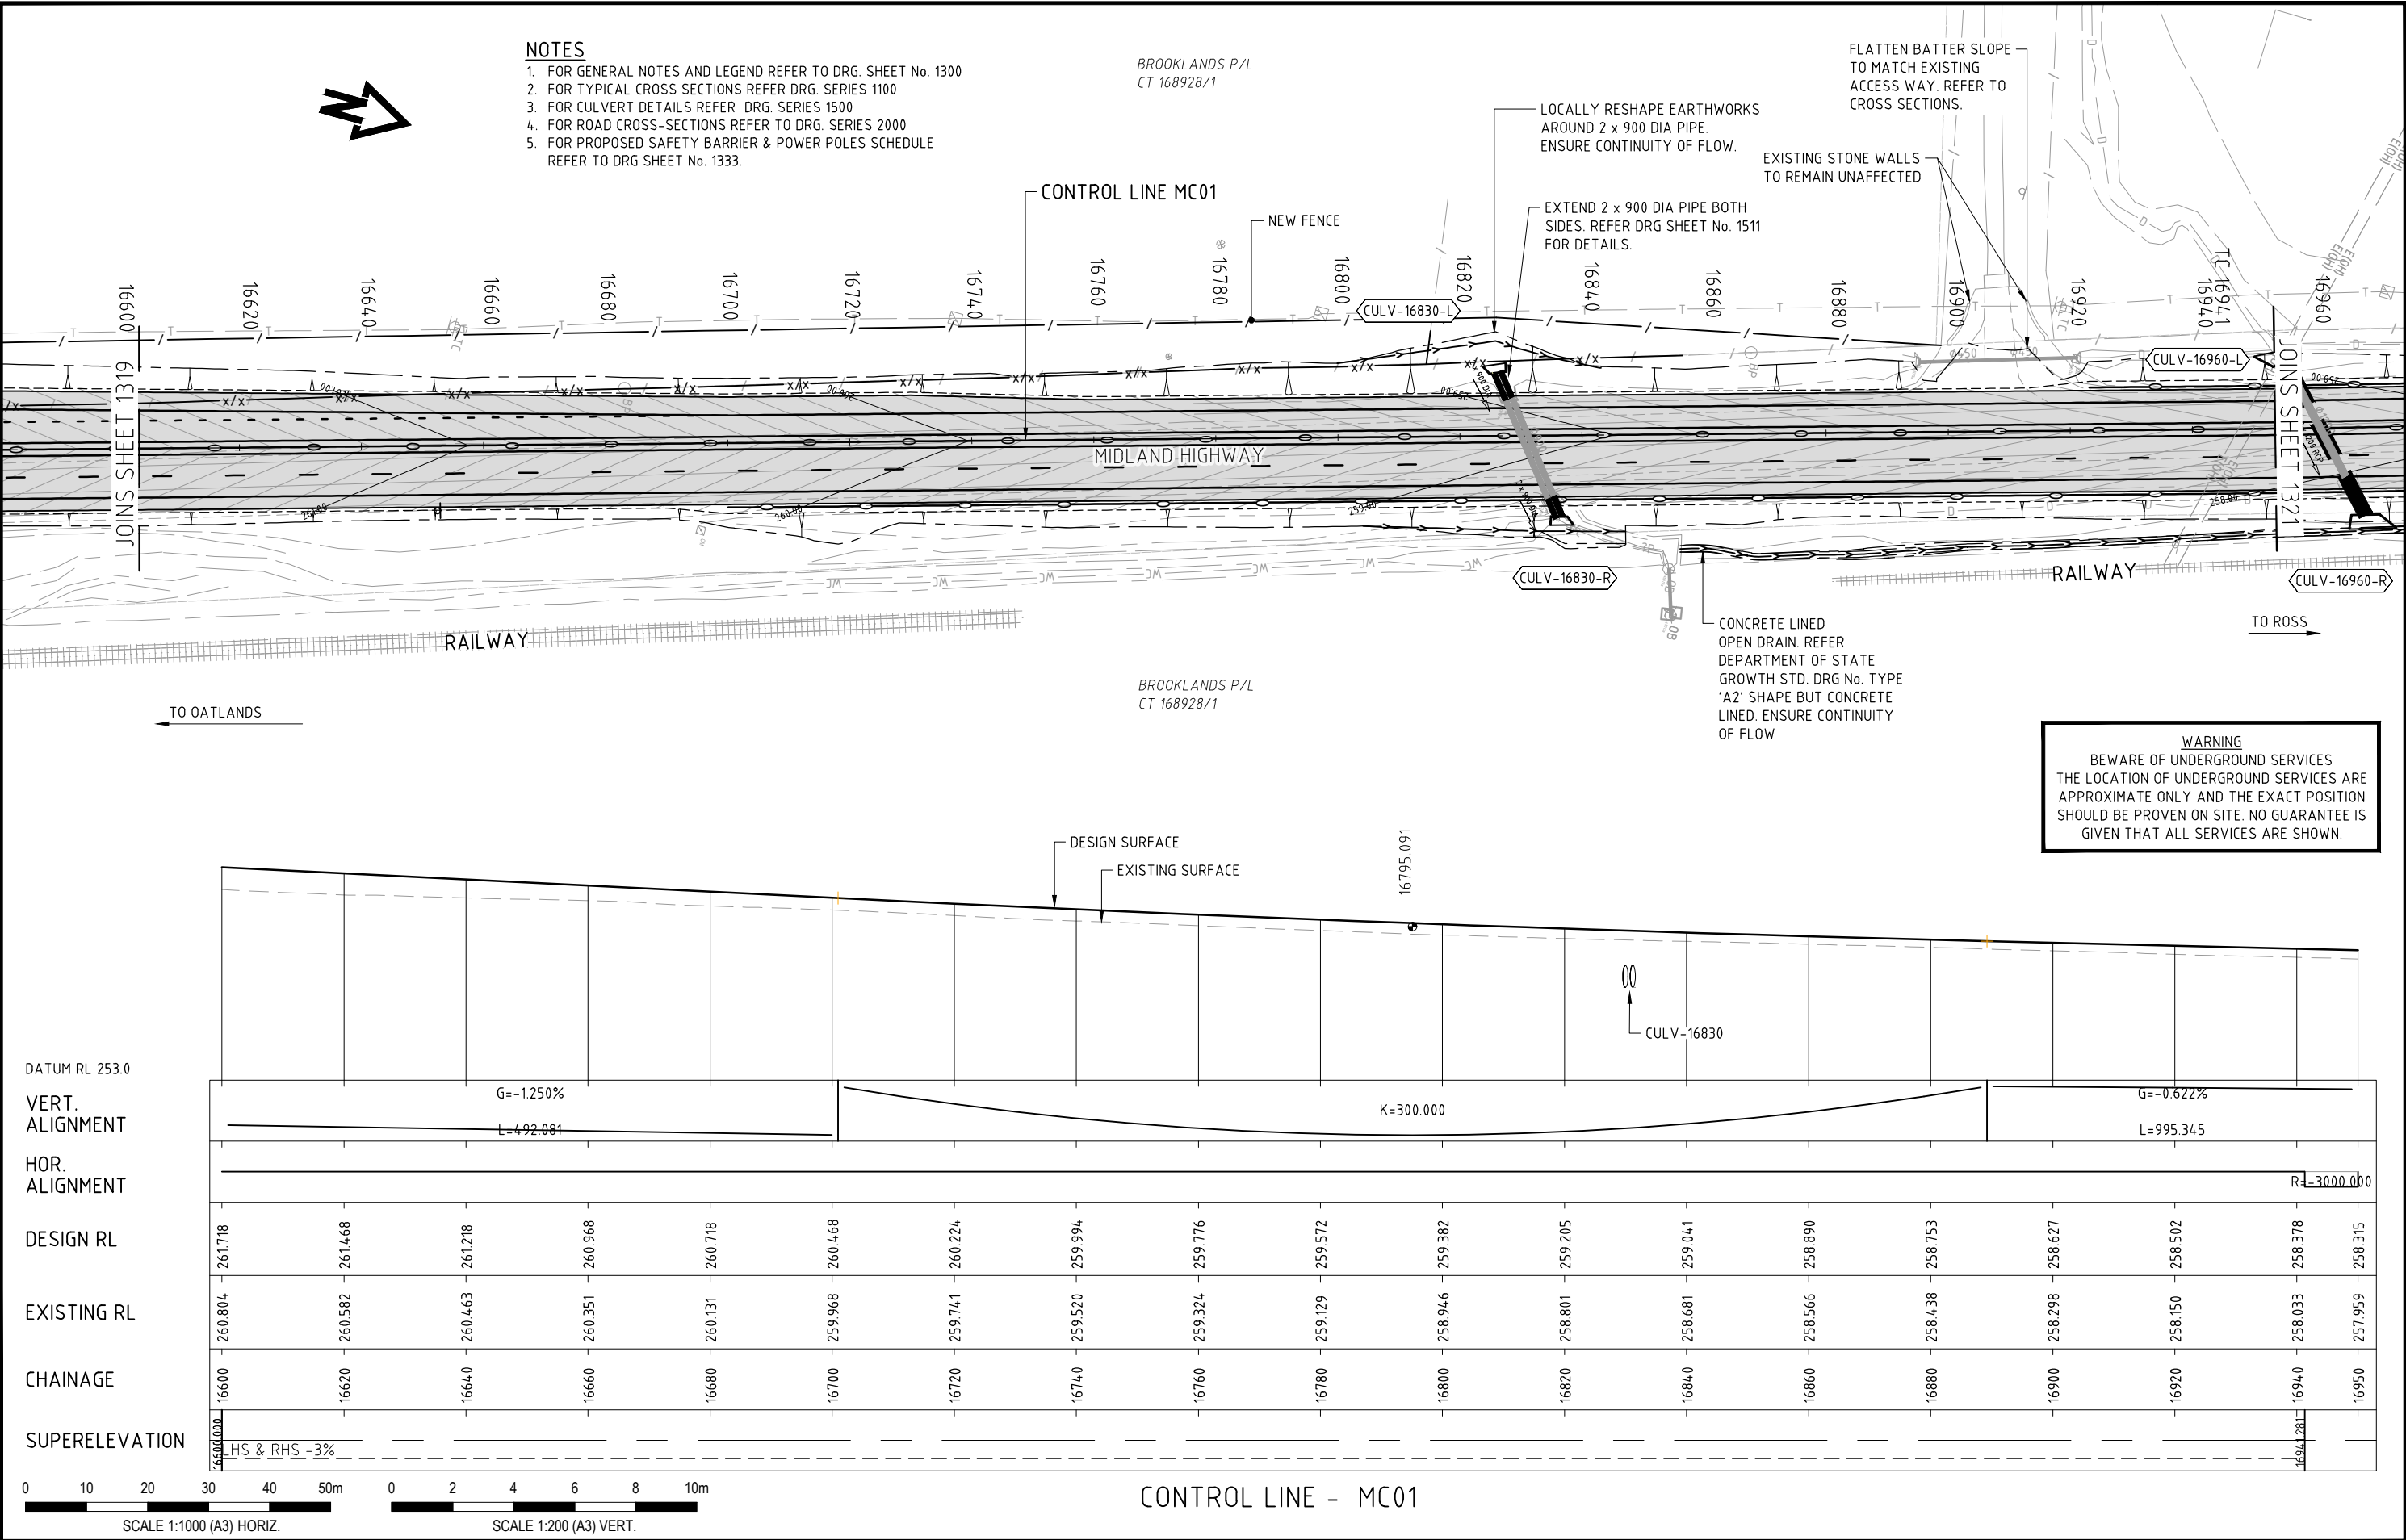 NOTES
1. FOR GENERAL NOTES AND LEGEND REFER TO DRG. SHEET No. 1300
2. FOR TYPICAL CROSS SECTIONS REFER DRG. SERIES 1100
3. FOR CULVERT DETAILS REFER DRG. SERIES 1500
4. FOR ROAD CROSS-SECTIONS REFER TO DRG. SERIES 2000
5. FOR PROPOSED SAFETY BARRIER & POWER POLES SCHEDULE
REFER TO DRG SHEET No. 1333.
BROOKLANDS P/L
CT 168928/1
LOCALLY RESHAPE EARTHWORKS
AROUND 2 x 900 DIA PIPE.
ENSURE CONTINUITY OF FLOW.
FLATTEN BATTER SLOPE
TO MATCH EXISTING
ACCESS WAY. REFER TO
CROSS SECTIONS.
EXISTING STONE WALLS
TO REMAIN UNAFFECTED
CONTROL LINE MC01
NEW FENCE
EXTEND 2 x 900 DIA PIPE BOTH
SIDES. REFER DRG SHEET No. 1511
FOR DETAILS.
16600
16620
16640
16660
16680
16700
16720
16740
16760
16780
16800
16820
16840
16860
16880
16900
16920
16940
TC 16941
16960
CULV-16830-L
CULV-16960-L
JOINS SHEET 1319
JOINS SHEET 1321
MIDLAND HIGHWAY
CULV-16830-R
CULV-16960-R
RAILWAY
RAILWAY
TO ROSS
TO OATLANDS
BROOKLANDS P/L
CT 168928/1
CONCRETE LINED
OPEN DRAIN. REFER
DEPARTMENT OF STATE
GROWTH STD. DRG No. TYPE
'A2' SHAPE BUT CONCRETE
LINED. ENSURE CONTINUITY
OF FLOW
WARNING
BEWARE OF UNDERGROUND SERVICES
THE LOCATION OF UNDERGROUND SERVICES ARE
APPROXIMATE ONLY AND THE EXACT POSITION
SHOULD BE PROVEN ON SITE. NO GUARANTEE IS
GIVEN THAT ALL SERVICES ARE SHOWN.
DESIGN SURFACE
EXISTING SURFACE
16795.091
CULV-16830
DATUM RL 253.0
VERT.
ALIGNMENT
G=-1.250%
L=492.081
K=300.000
G=-0.622%
L=995.345
HOR.
ALIGNMENT
R=-3000.000
DESIGN RL
261.718 261.468 261.218 260.968 260.718 260.468 260.224 259.994 259.776 259.572 259.382 259.205 259.041 258.890 258.753 258.627 258.502 258.378 258.315
EXISTING RL
260.804 260.582 260.463 260.351 260.131 259.968 259.741 259.520 259.324 259.129 258.946 258.801 258.681 258.566 258.438 258.298 258.150 258.033 257.959
CHAINAGE
16600 16620 16640 16660 16680 16700 16720 16740 16760 16780 16800 16820 16840 16860 16880 16900 16920 16940 16950
SUPERELEVATION
16600.000
LHS & RHS -3%
16941.281
0 10 20 30 40 50m
SCALE 1:1000 (A3) HORIZ.
0 2 4 6 8 10m
SCALE 1:200 (A3) VERT.
CONTROL LINE - MC01